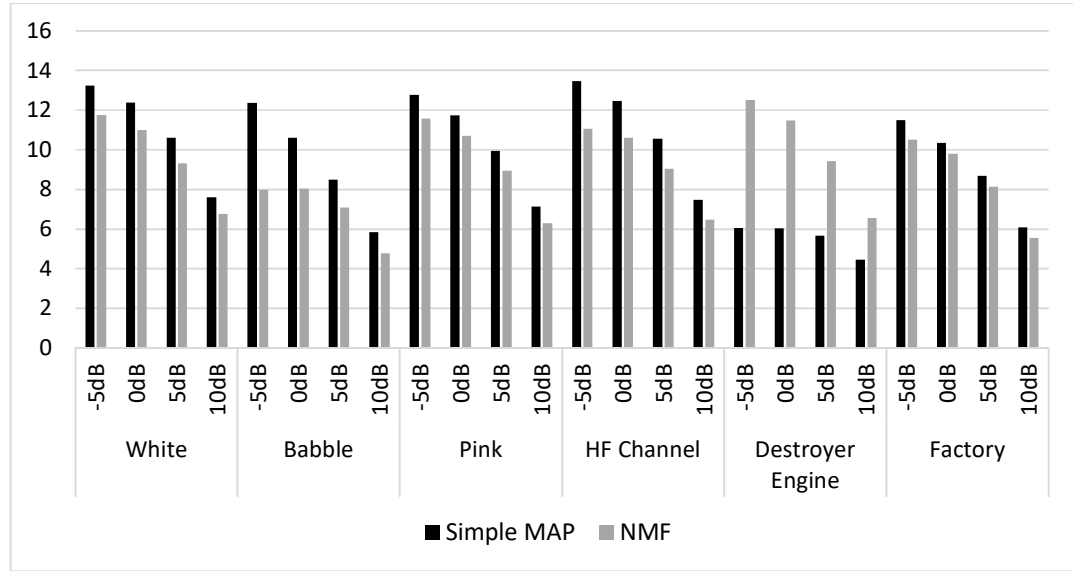 16
14
12
10
8
6
4
2
0
-5dB 0dB 5dB 10dB -5dB 0dB 5dB 10dB -5dB 0dB 5dB 10dB -5dB 0dB 5dB 10dB -5dB 0dB 5dB 10dB -5dB 0dB 5dB 10dB
White Babble Pink HF Channel Destroyer Factory
Engine
Simple MAP NMF